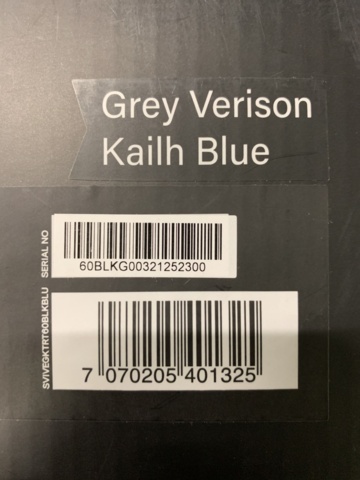 Grey Verison
Kailh Blue
SERIAL NO
60BLKG00321252300
SVIVEGKTRT60BLKBLU
7 070205 401325